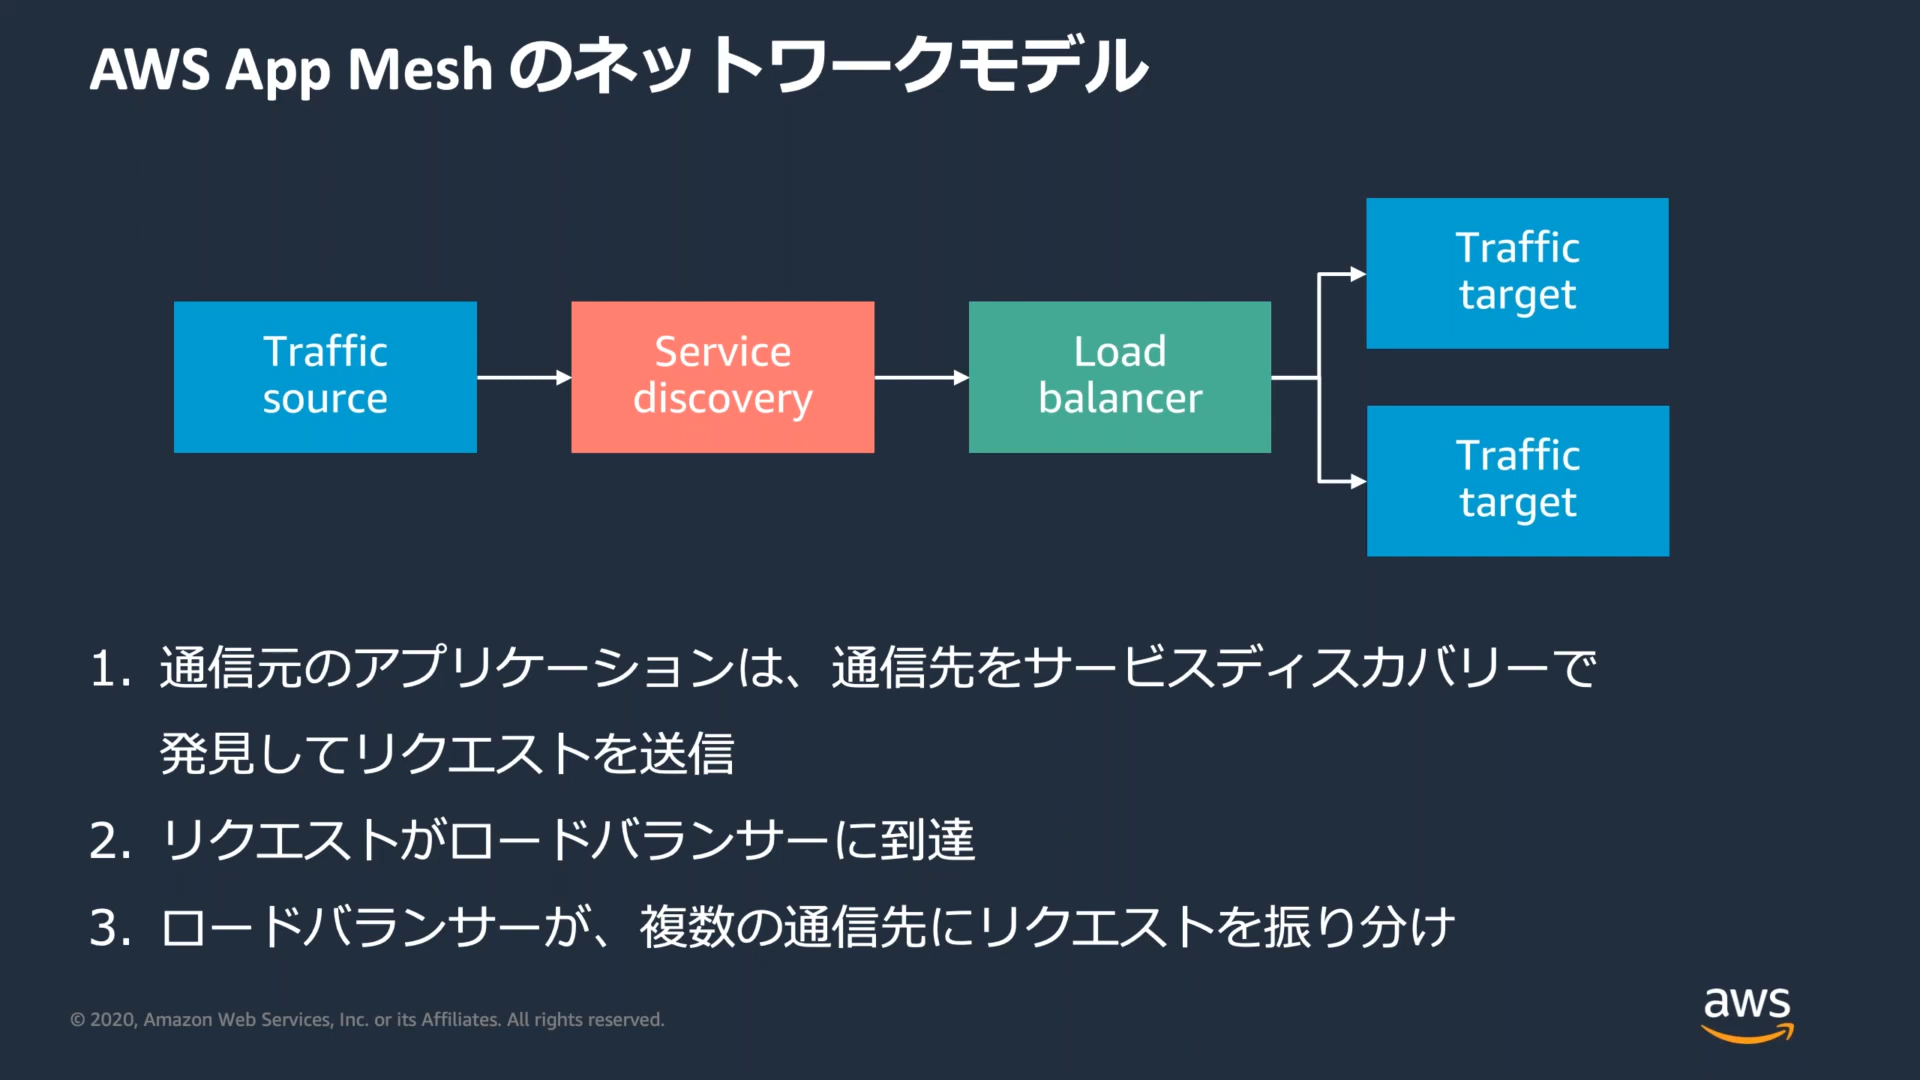 AWS App Mesh のネットワークモデル
Traffic
source
Service
discovery
Load
balancer
Traffic
target
Traffic
target
1. 通信元のアプリケーションは、通信先をサービスディスカバリーで
発見してリクエストを送信
2. リクエストがロードバランサーに到達
3. ロードバランサーが、複数の通信先にリクエストを振り分け
© 2020, Amazon Web Services, Inc. or its Affiliates. All rights reserved.
aws